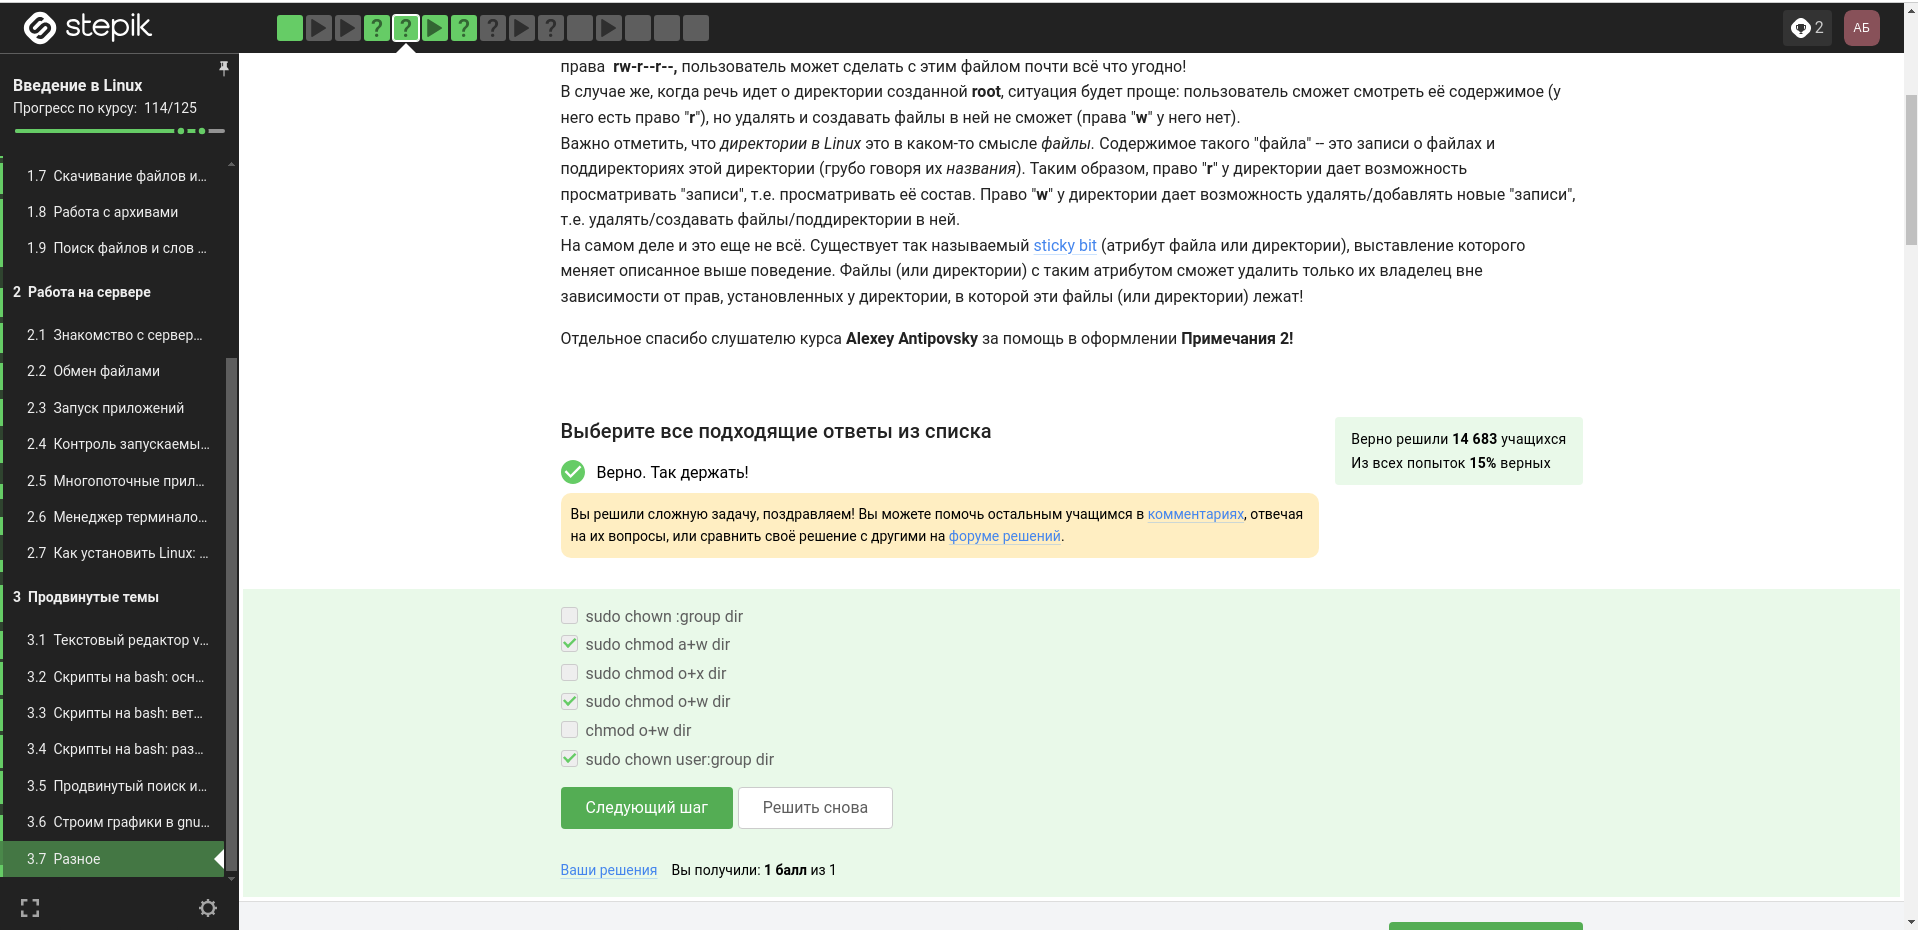 stepik
? ? ? ? ?
2
АБ
Введение в Linux
Прогресс по курсу: 114/125
1.7 Скачивание файлов и...
1.8 Работа с архивами
1.9 Поиск файлов и слов ...
2 Работа на сервере
2.1 Знакомство с сервер...
2.2 Обмен файлами
2.3 Запуск приложений
2.4 Контроль запускаемы...
2.5 Многопоточные прил...
2.6 Менеджер терминало...
2.7 Как установить Linux: ...
3 Продвинутые темы
3.1 Текстовый редактор v...
3.2 Скрипты на bash: осн...
3.3 Скрипты на bash: вет...
3.4 Скрипты на bash: раз...
3.5 Продвинутый поиск и...
3.6 Строим графики в gnu...
3.7 Разное
права rw-r--r--, пользователь может сделать с этим файлом почти всё что угодно!
В случае же, когда речь идет о директории созданной root, ситуация будет проще: пользователь сможет смотреть её содержимое (у
него есть право "r"), но удалять и создавать файлы в ней не сможет (права "w" у него нет).
Важно отметить, что директории в Linux это в каком-то смысле файлы. Содержимое такого "файла" -- это записи о файлах и
поддиректориях этой директории (грубо говоря их названия). Таким образом, право "r" у директории дает возможность
просматривать "записи", т.е. просматривать её состав. Право "w" у директории дает возможность удалять/добавлять новые "записи",
т.е. удалять/создавать файлы/поддиректории в ней.
На самом деле и это еще не всё. Существует так называемый sticky bit (атрибут файла или директории), выставление которого
меняет описанное выше поведение. Файлы (или директории) с таким атрибутом сможет удалить только их владелец вне
зависимости от прав, установленных у директории, в которой эти файлы (или директории) лежат!
Отдельное спасибо слушателю курса Alexey Antipovsky за помощь в оформлении Примечания 2!
Выберите все подходящие ответы из списка
Верно. Так держать!
Верно решили 14 683 учащихся
Из всех попыток 15% верных
Вы решили сложную задачу, поздравляем! Вы можете помочь остальным учащимся в комментариях, отвечая
на их вопросы, или сравнить своё решение с другими на форуме решений.
sudo chown :group dir
sudo chmod a+w dir
sudo chmod o+x dir
sudo chmod o+w dir
chmod o+w dir
sudo chown user:group dir
Следующий шаг
Решить снова
Ваши решения Вы получили: 1 балл из 1